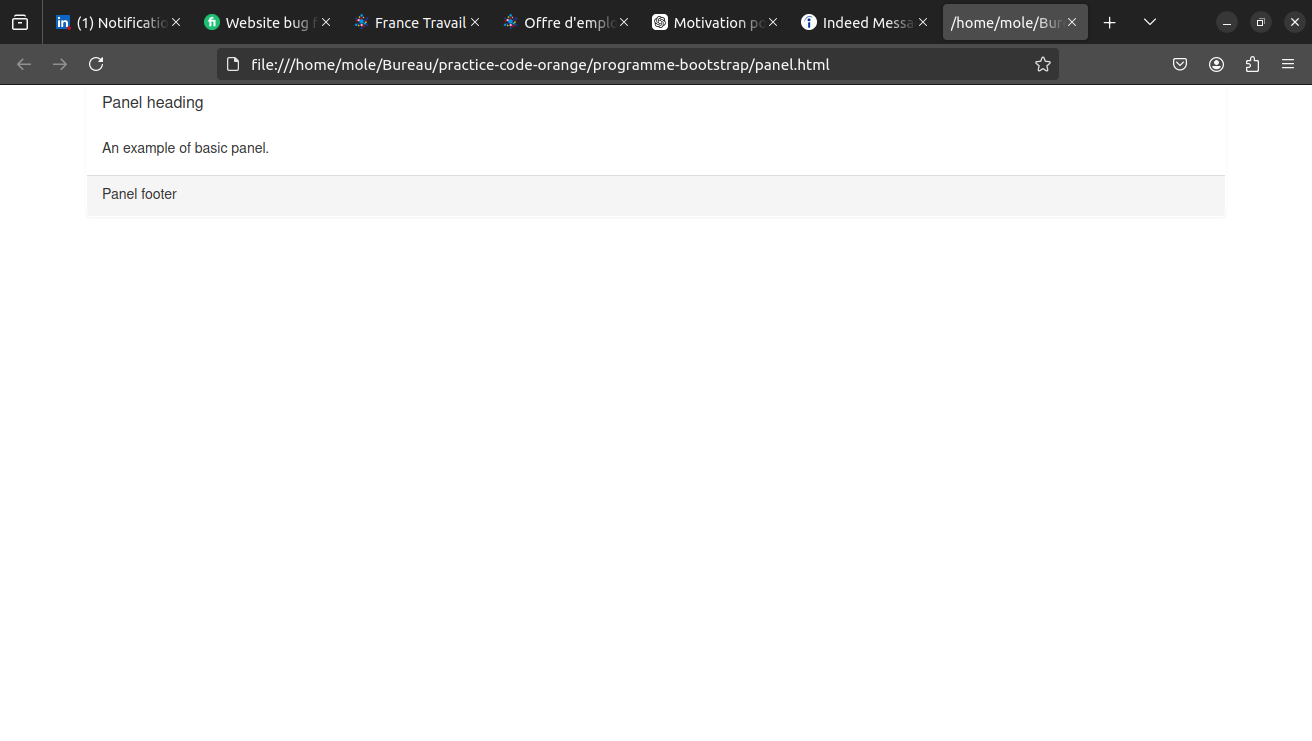 (1) Notificatio
Website bug f
France Travail
Offre d'emplo
Motivation po
Indeed Messa
/home/mole/Bur
file:///home/mole/Bureau/practice-code-orange/programme-bootstrap/panel.html
Panel heading
An example of basic panel.
Panel footer